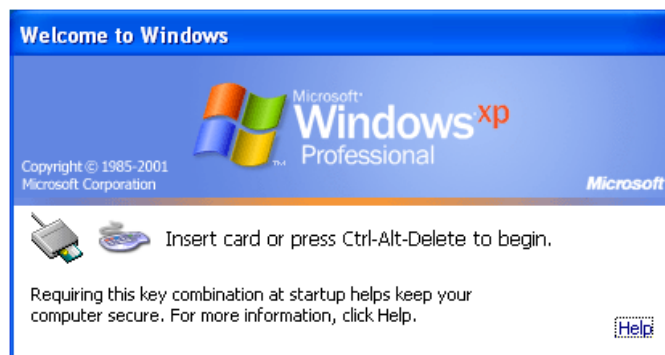 Welcome to Windows
Microsoft
Windows xp
Professional
TM
Copyright © 1985-2001
Microsoft Corporation
Microsoft
Insert card or press Ctrl-Alt-Delete to begin.
Requiring this key combination at startup helps keep your
computer secure. For more information, click Help.
Help